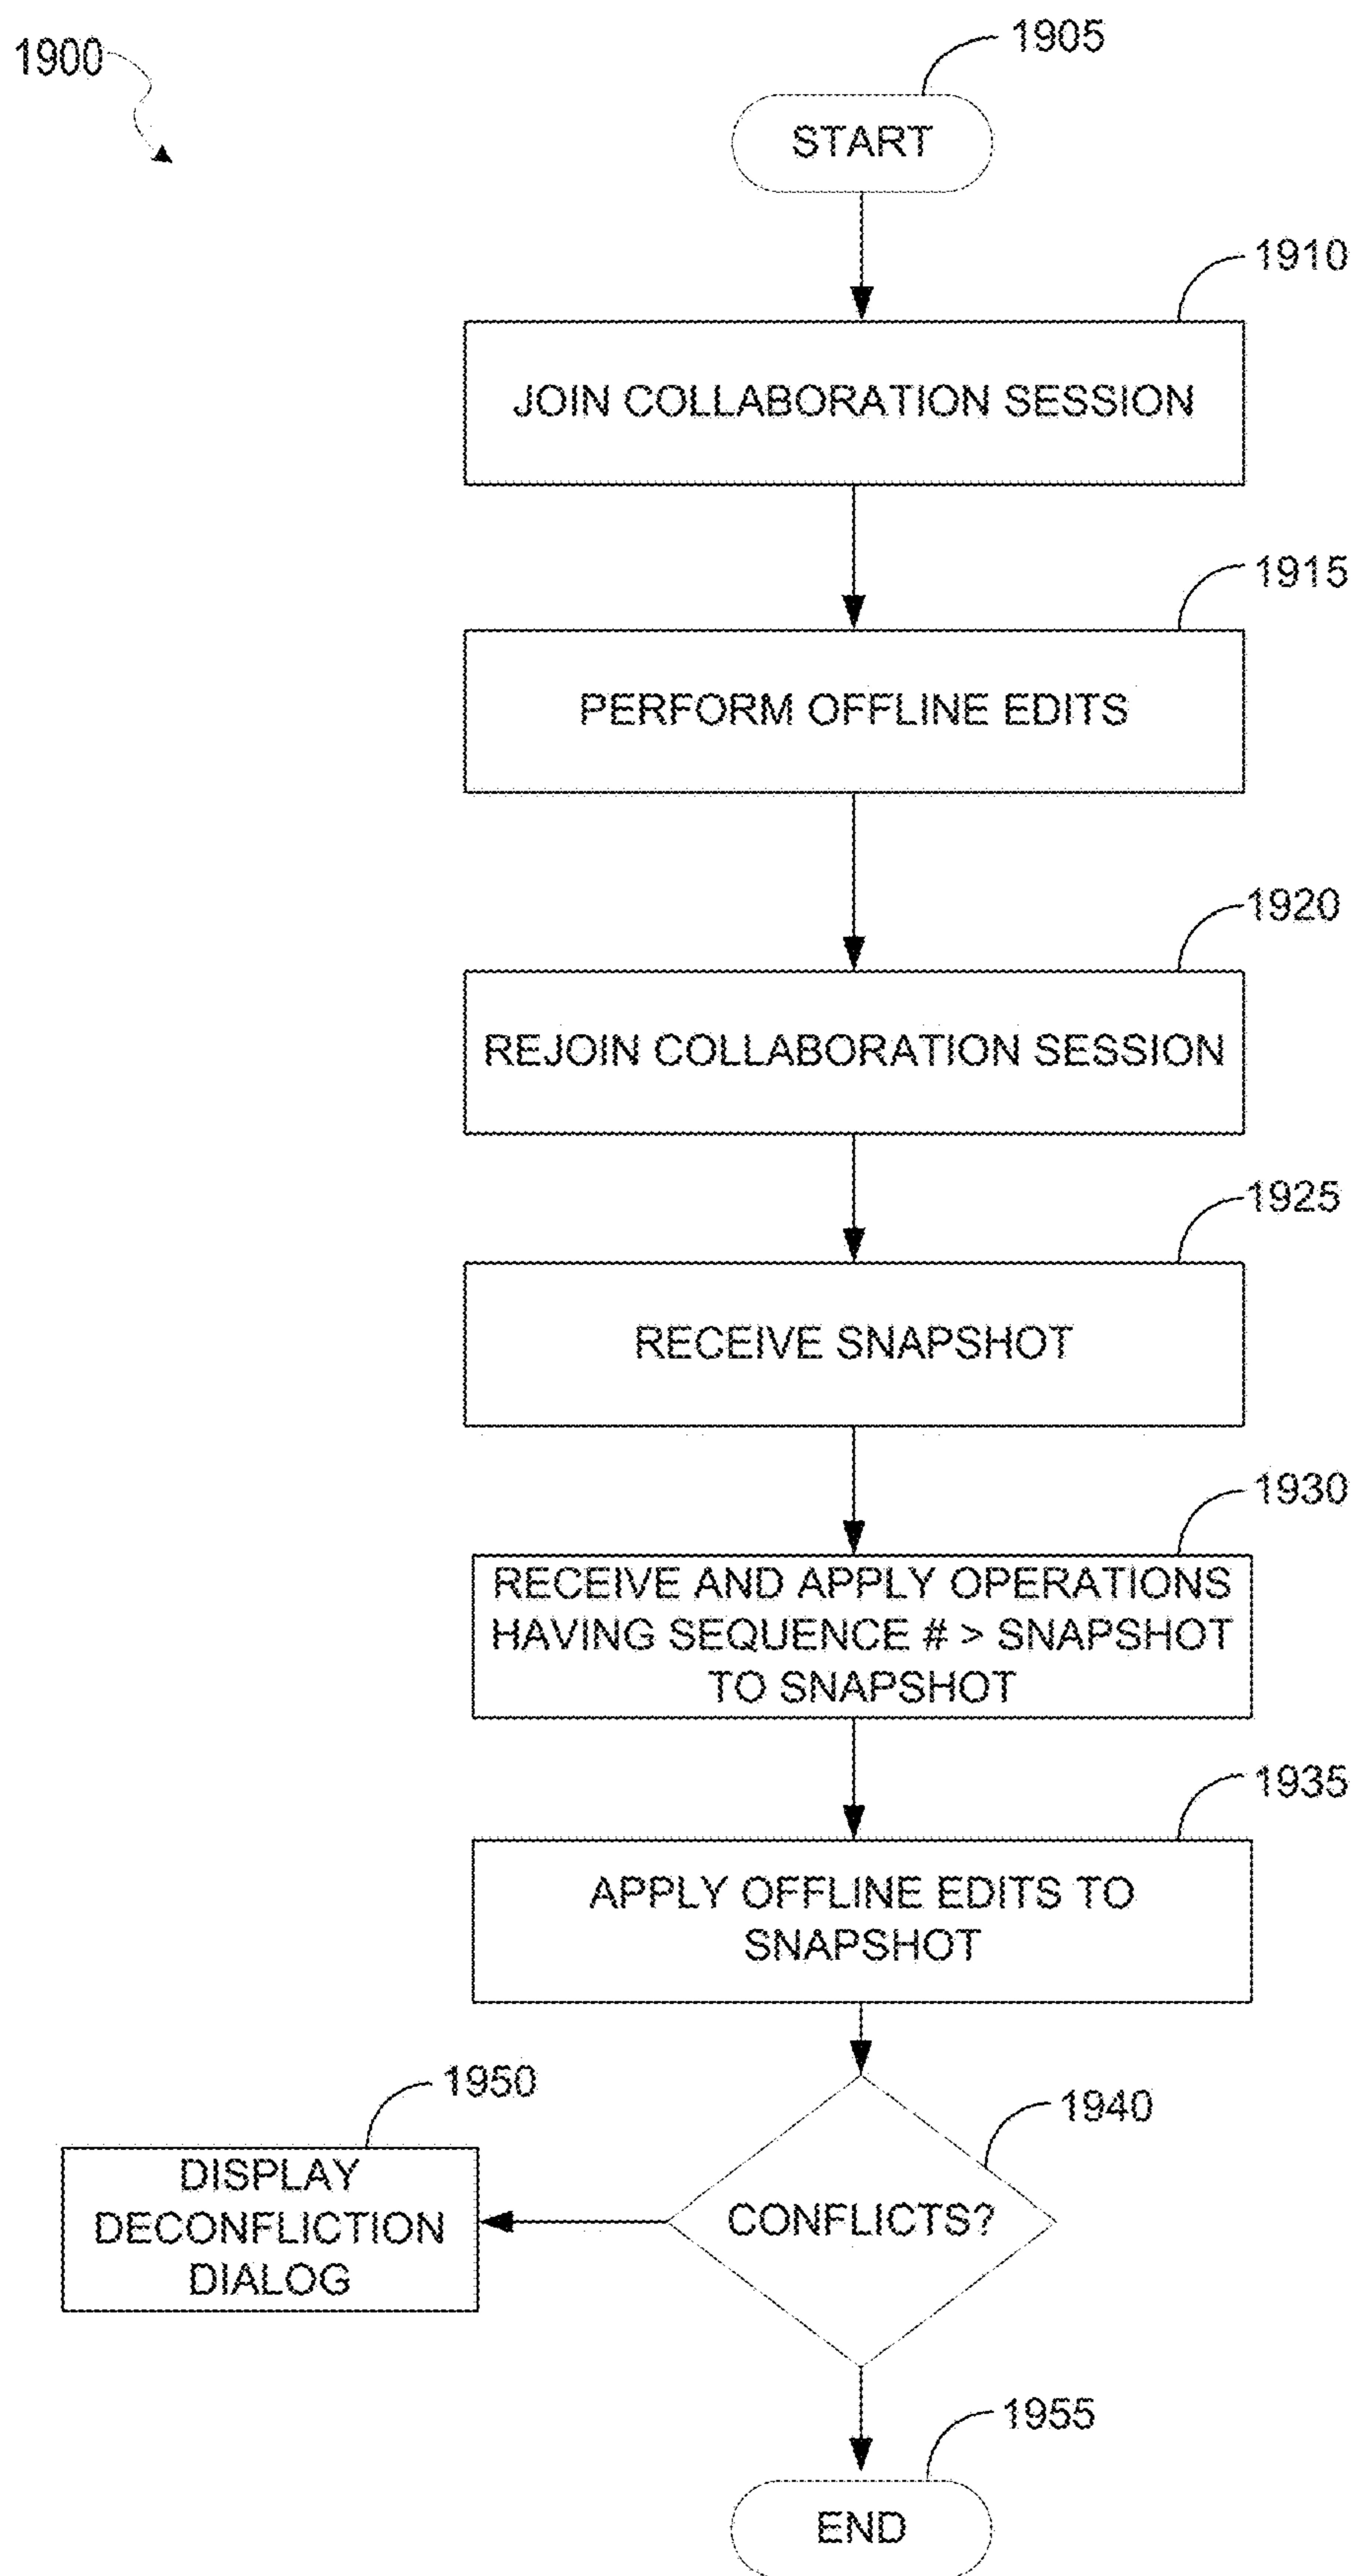 1900
1905
START
1910
JOIN COLLABORATION SESSION
1915
PERFORM OFFLINE EDITS
1920
REJOIN COLLABORATION SESSION
1925
RECEIVE SNAPSHOT
1930
RECEIVE AND APPLY OPERATIONS
HAVING SEQUENCE # > SNAPSHOT
TO SNAPSHOT
1935
APPLY OFFLINE EDITS TO
SNAPSHOT
1950
DISPLAY
DECONFLICTION
DIALOG
1940
CONFLICTS?
1955
END